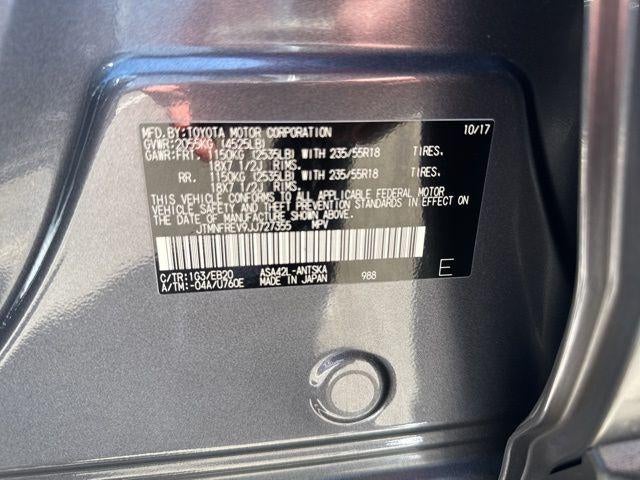 MFD.BY:TOYOTA MOTOR CORPORATION 10/17
GVWR:2055KG (4525LB)
GAWR:FRT. 1150KG (2535LB) WITH 235/55R18 TIRES,
18X7 1/2J RIMS.
RR. 1150KG (2535LB) WITH 235/55R18 TIRES,
18X7 1/2J RIMS.
THIS VEHICLE CONFORMS TO ALL APPLICABLE FEDERAL MOTOR
VEHICLE SAFETY STANDARDS IN EFFECT ON
THE DATE OF MANUFACTURE SHOWN ABOVE.
JTMNFREV9JJ727355 MPV
C/TR:1G3/EB20 ASA42L-ANTSKA
A/TM:-04A/U760E MADE IN JAPAN 988 E